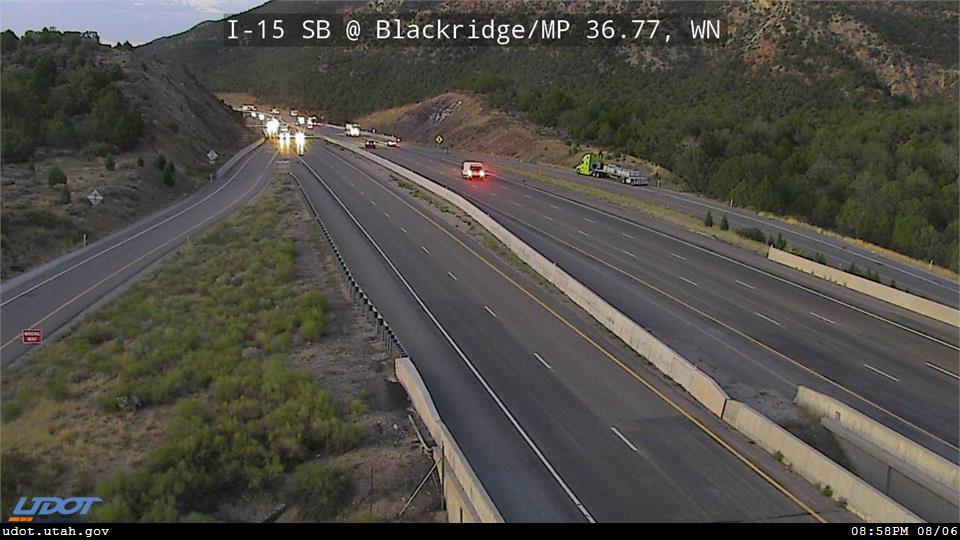 I-15 SB @ Blackridge/MP 36.77, WN
WRONG
WAY
UDOT
udot.utah.gov
08:58PM 08/06